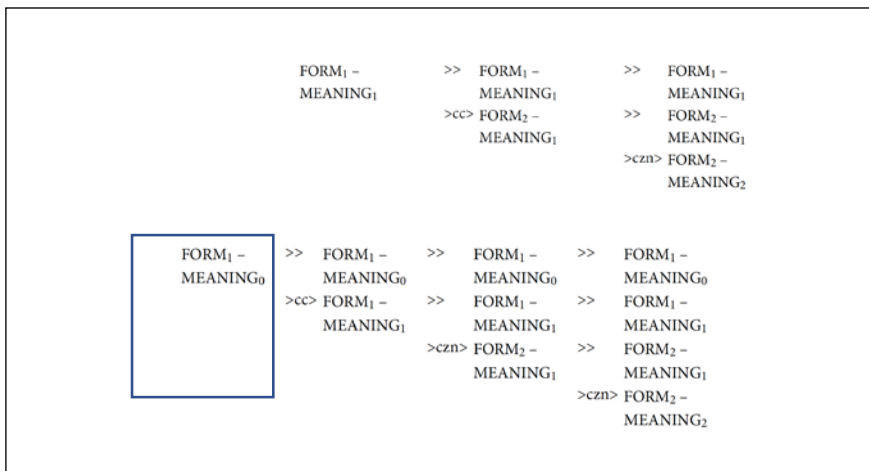 FORM₁ – >> FORM₁ – >> FORM₁ –
MEANING₁ MEANING₁ MEANING₁
>cc> FORM₂ – >> FORM₂ –
MEANING₁ MEANING₁
>czn> FORM₂ –
MEANING₂
FORM₁ – >> FORM₁ – >> FORM₁ – >> FORM₁ –
MEANING₀ MEANING₀ MEANING₀ MEANING₀
>cc> FORM₁ – >> FORM₁ – >> FORM₁ –
MEANING₁ MEANING₁ MEANING₁
>czn> FORM₂ – >> FORM₂ –
MEANING₁ MEANING₁
>czn> FORM₂ –
MEANING₂